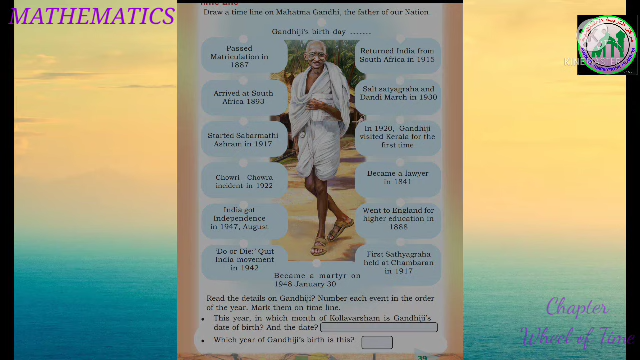 MATHEMATICS
Time line
Draw a time line on Mahatma Gandhi, the father of our Nation
Gandhiji's birth day ........
Passed
Matriculation in
1887
Returned India from
South Africa in 1915
Arrived at South
Africa 1893
Salt satyagraha and
Dandi March in 1930
Started Sabarmathi
Ashram in 1917
In 1920, Gandhiji
visited Kerala for the
first time
Chowri - Chowra
incident in 1922
Became a lawyer
in 1841
India got
Independence
in 1947, August
Went to England for
higher education in
1888
'Do or Die;' Quit
India movement
in 1942
First Sathyagraha
held at Chambaran
in 1917
Became a martyr on
1948 January 30
Read the details on Gandhiji? Number each event in the order
of the year. Mark them on time line.
• This year, in which month of Kollavarsham is Gandhiji's
date of birth? And the date?
• Which year of Gandhiji's birth is this?
39
Chapter
Wheel of Time